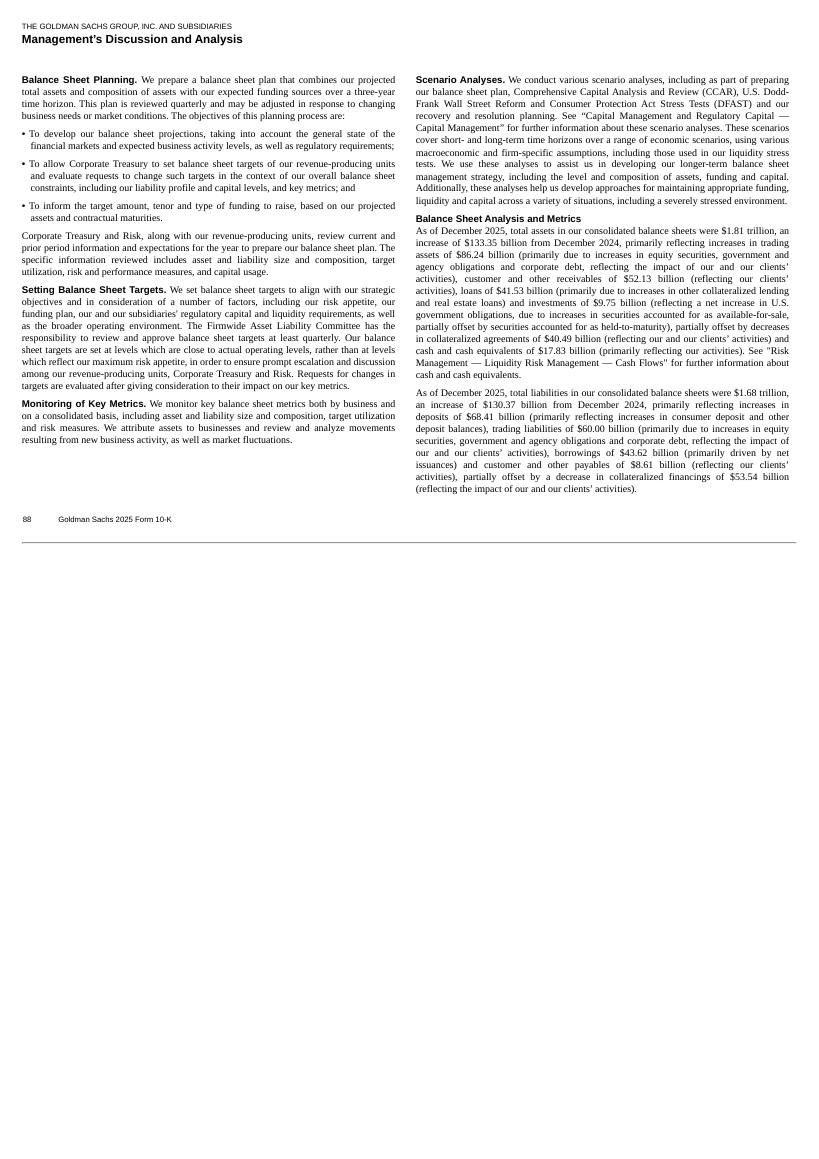 THE GOLDMAN SACHS GROUP, INC. AND SUBSIDIARIES
Management’s Discussion and Analysis
Balance Sheet Planning. We prepare a balance sheet plan that combines our projected
total assets and composition of assets with our expected funding sources over a three-year
time horizon. This plan is reviewed quarterly and may be adjusted in response to changing
business needs or market conditions. The objectives of this planning process are:
• To develop our balance sheet projections, taking into account the general state of the
financial markets and expected business activity levels, as well as regulatory requirements;
• To allow Corporate Treasury to set balance sheet targets of our revenue-producing units
and evaluate requests to change such targets in the context of our overall balance sheet
constraints, including our liability profile and capital levels, and key metrics; and
• To inform the target amount, tenor and type of funding to raise, based on our projected
assets and contractual maturities.
Corporate Treasury and Risk, along with our revenue-producing units, review current and
prior period information and expectations for the year to prepare our balance sheet plan. The
specific information reviewed includes asset and liability size and composition, target
utilization, risk and performance measures, and capital usage.
Setting Balance Sheet Targets. We set balance sheet targets to align with our strategic
objectives and in consideration of a number of factors, including our risk appetite, our
funding plan, our and our subsidiaries' regulatory capital and liquidity requirements, as well
as the broader operating environment. The Firmwide Asset Liability Committee has the
responsibility to review and approve balance sheet targets at least quarterly. Our balance
sheet targets are set at levels which are close to actual operating levels, rather than at levels
which reflect our maximum risk appetite, in order to ensure prompt escalation and discussion
among our revenue-producing units, Corporate Treasury and Risk. Requests for changes in
targets are evaluated after giving consideration to their impact on our key metrics.
Monitoring of Key Metrics. We monitor key balance sheet metrics both by business and
on a consolidated basis, including asset and liability size and composition, target utilization
and risk measures. We attribute assets to businesses and review and analyze movements
resulting from new business activity, as well as market fluctuations.
Scenario Analyses. We conduct various scenario analyses, including as part of preparing
our balance sheet plan, Comprehensive Capital Analysis and Review (CCAR), U.S. Dodd-
Frank Wall Street Reform and Consumer Protection Act Stress Tests (DFAST) and our
recovery and resolution planning. See “Capital Management and Regulatory Capital —
Capital Management” for further information about these scenario analyses. These scenarios
cover short- and long-term time horizons over a range of economic scenarios, using various
macroeconomic and firm-specific assumptions, including those used in our liquidity stress
tests. We use these analyses to assist us in developing our longer-term balance sheet
management strategy, including the level and composition of assets, funding and capital.
Additionally, these analyses help us develop approaches for maintaining appropriate funding,
liquidity and capital across a variety of situations, including a severely stressed environment.
Balance Sheet Analysis and Metrics
As of December 2025, total assets in our consolidated balance sheets were $1.81 trillion, an
increase of $133.35 billion from December 2024, primarily reflecting increases in trading
assets of $86.24 billion (primarily due to increases in equity securities, government and
agency obligations and corporate debt, reflecting the impact of our and our clients’
activities), customer and other receivables of $52.13 billion (reflecting our clients’
activities), loans of $41.53 billion (primarily due to increases in other collateralized lending
and real estate loans) and investments of $9.75 billion (reflecting a net increase in U.S.
government obligations, due to increases in securities accounted for as available-for-sale,
partially offset by securities accounted for as held-to-maturity), partially offset by decreases
in collateralized agreements of $40.49 billion (reflecting our and our clients’ activities) and
cash and cash equivalents of $17.83 billion (primarily reflecting our activities). See "Risk
Management — Liquidity Risk Management — Cash Flows" for further information about
cash and cash equivalents.
As of December 2025, total liabilities in our consolidated balance sheets were $1.68 trillion,
an increase of $130.37 billion from December 2024, primarily reflecting increases in
deposits of $68.41 billion (primarily reflecting increases in consumer deposit and other
deposit balances), trading liabilities of $60.00 billion (primarily due to increases in equity
securities, government and agency obligations and corporate debt, reflecting the impact of
our and our clients’ activities), borrowings of $43.62 billion (primarily driven by net
issuances) and customer and other payables of $8.61 billion (reflecting our clients’
activities), partially offset by a decrease in collateralized financings of $53.54 billion
(reflecting the impact of our and our clients’ activities).
88 Goldman Sachs 2025 Form 10-K